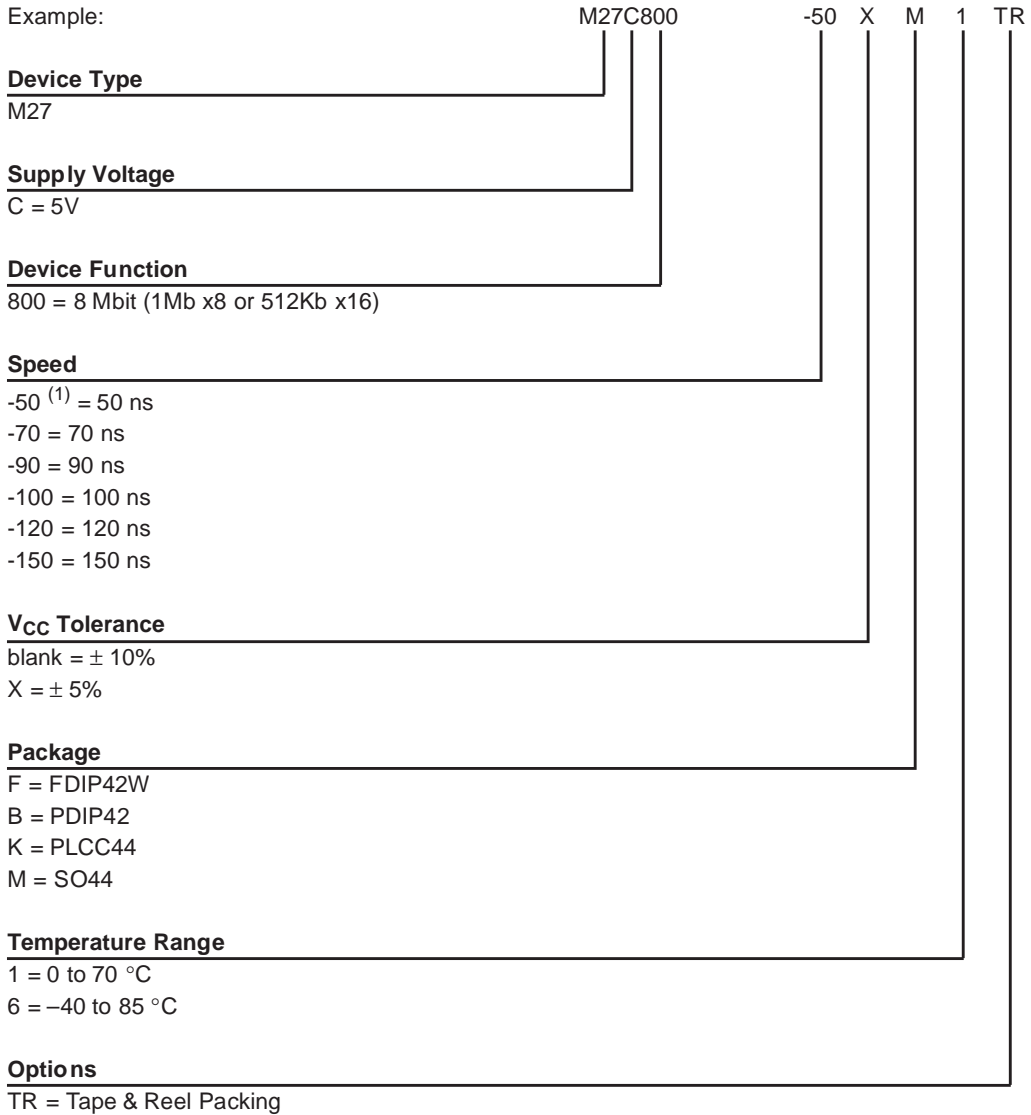 Example: M27C800 -50 X M 1 TR
Device Type
M27
Supply Voltage
C = 5V
Device Function
800 = 8 Mbit (1Mb x8 or 512Kb x16)
Speed
-50 (1) = 50 ns
-70 = 70 ns
-90 = 90 ns
-100 = 100 ns
-120 = 120 ns
-150 = 150 ns
VCC Tolerance
blank = ± 10%
X = ± 5%
Package
F = FDIP42W
B = PDIP42
K = PLCC44
M = SO44
Temperature Range
1 = 0 to 70 °C
6 = –40 to 85 °C
Options
TR = Tape & Reel Packing